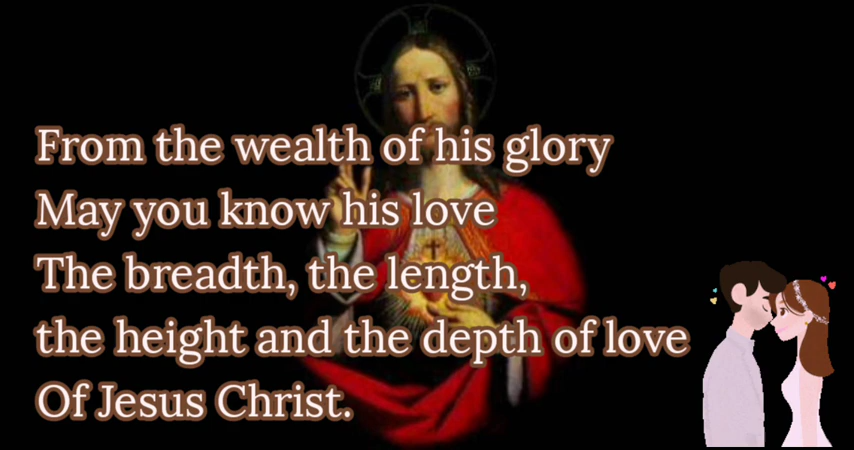 From the wealth of his glory
May you know his love
The breadth, the length,
the height and the depth of love
Of Jesus Christ.